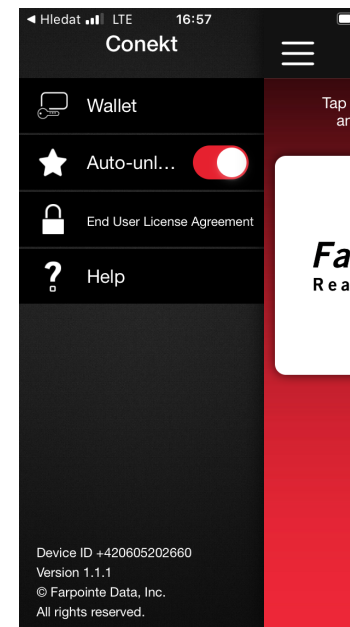 ◀ Hledat LTE 16:57
Conekt
Wallet
Auto-unl...
End User License Agreement
Help
Device ID +420605202660
Version 1.1.1
© Farpointe Data, Inc.
All rights reserved.
Tap
an
Fa
Rea